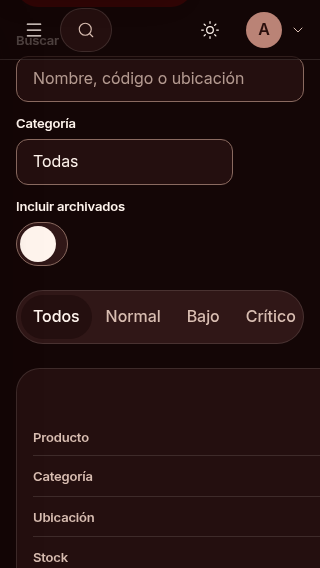 A
Buscar
Nombre, código o ubicación
Categoría
Todas
Incluir archivados
Todos Normal Bajo Crítico
Producto
Categoría
Ubicación
Stock